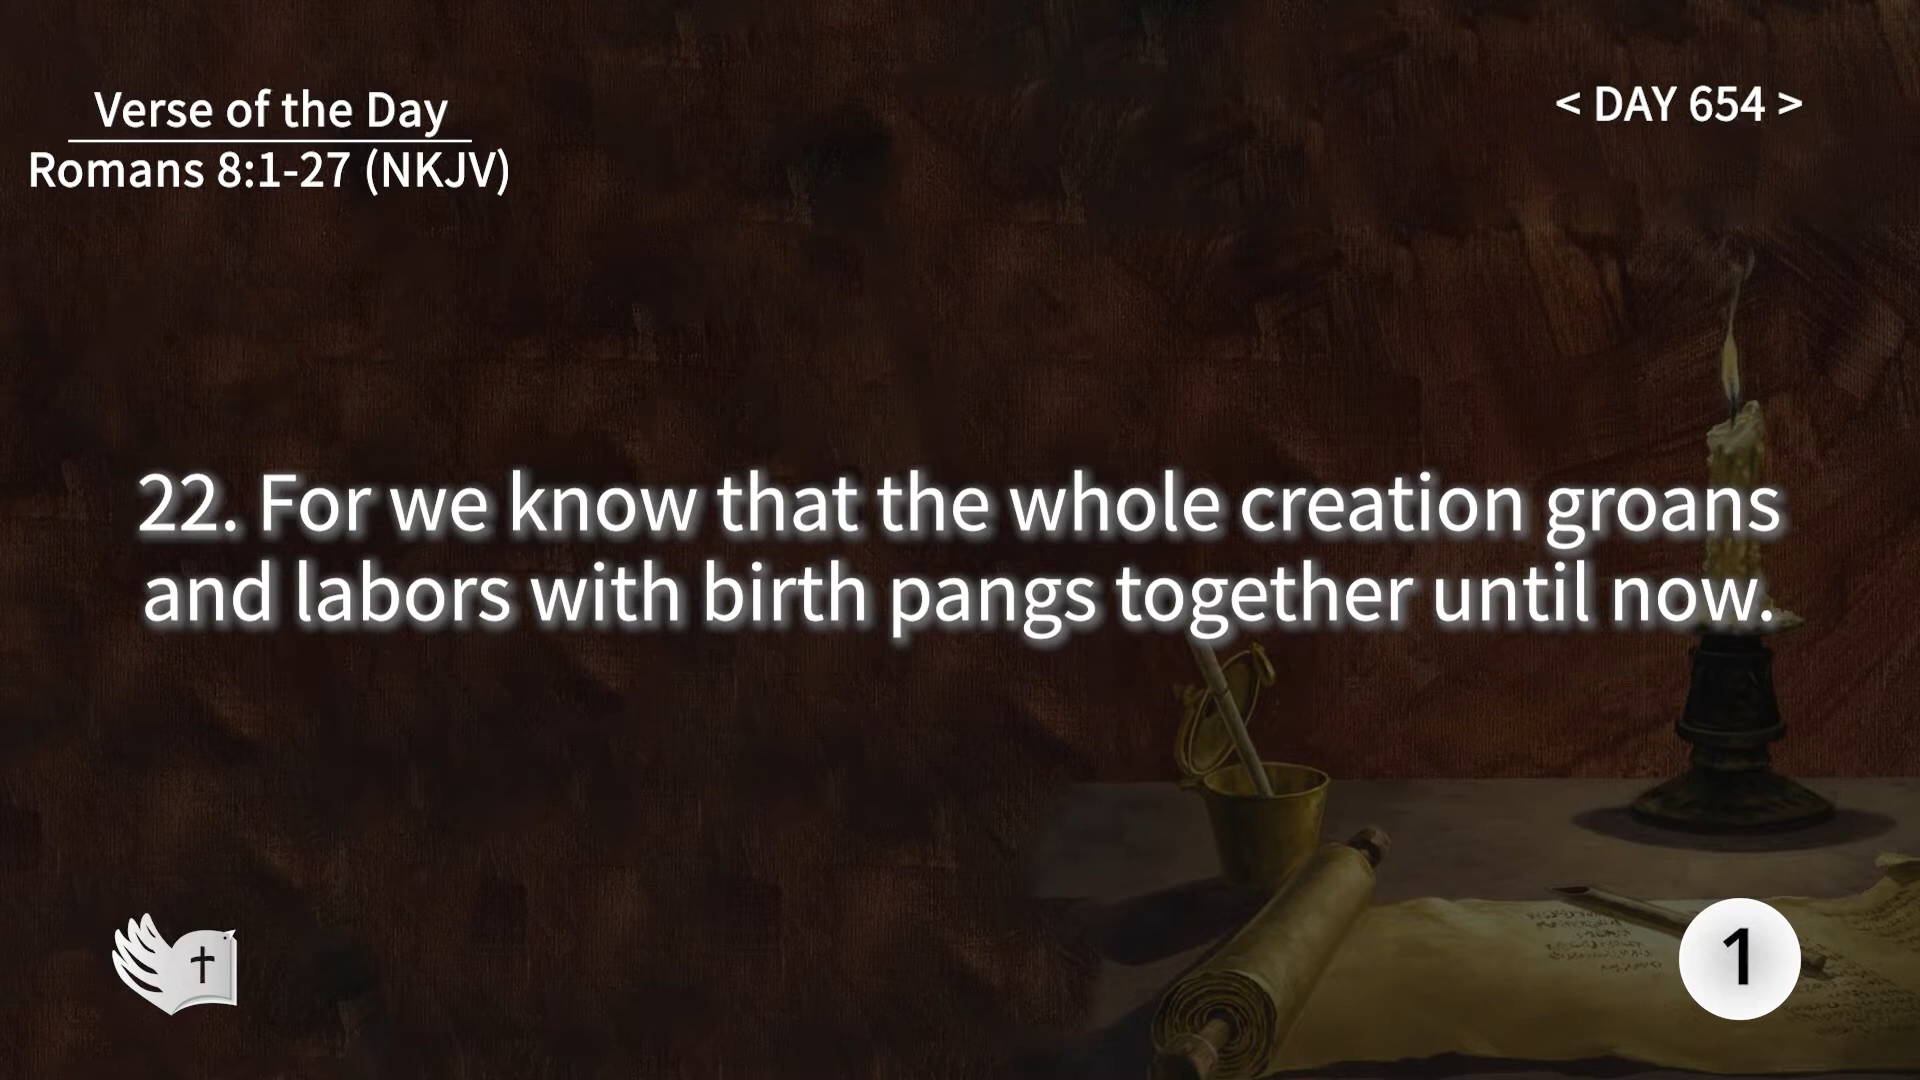 Verse of the Day
Romans 8:1-27 (NKJV)
< DAY 654 >
22. For we know that the whole creation groans
and labors with birth pangs together until now.
1